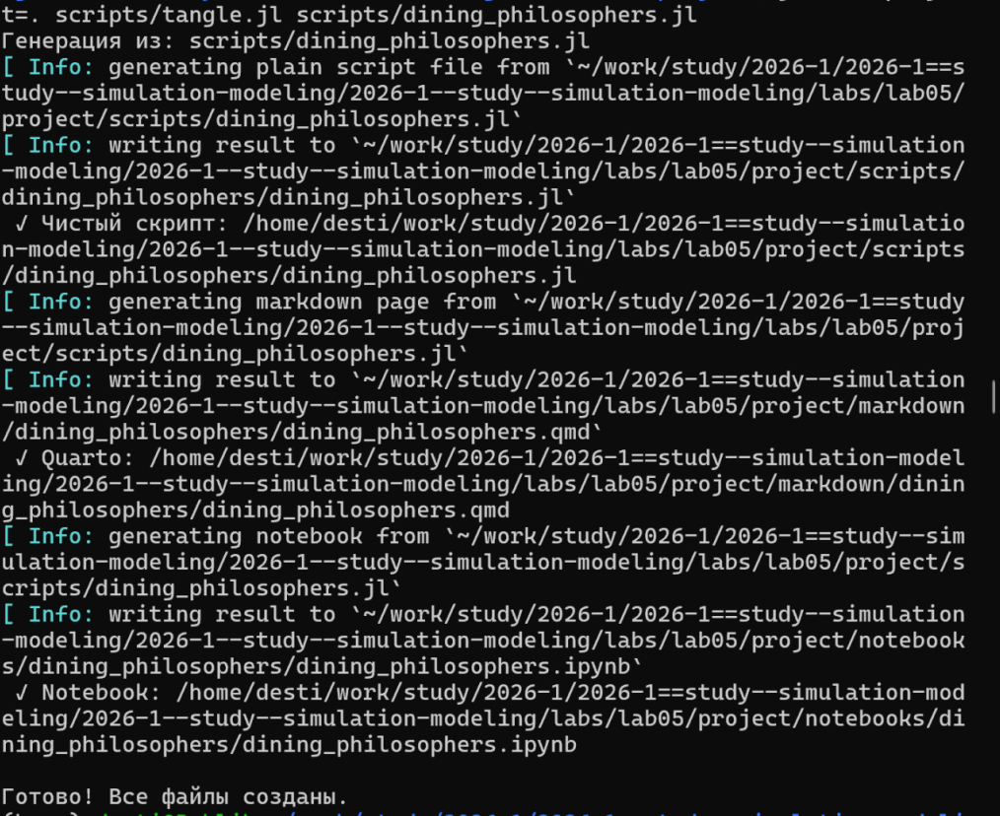 t=. scripts/tangle.jl scripts/dining_philosophers.jl
Генерация из: scripts/dining_philosophers.jl
[ Info: generating plain script file from `~/work/study/2026-1/2026-1==s
tudy--simulation-modeling/2026-1--study--simulation-modeling/labs/lab05/
project/scripts/dining_philosophers.jl`
[ Info: writing result to `~/work/study/2026-1/2026-1==study--simulation
-modeling/2026-1--study--simulation-modeling/labs/lab05/project/scripts/
dining_philosophers/dining_philosophers.jl`
 ✓ Чистый скрипт: /home/desti/work/study/2026-1/2026-1==study--simulatio
n-modeling/2026-1--study--simulation-modeling/labs/lab05/project/scripts
/dining_philosophers/dining_philosophers.jl
[ Info: generating markdown page from `~/work/study/2026-1/2026-1==study
--simulation-modeling/2026-1--study--simulation-modeling/labs/lab05/proj
ect/scripts/dining_philosophers.jl`
[ Info: writing result to `~/work/study/2026-1/2026-1==study--simulation
-modeling/2026-1--study--simulation-modeling/labs/lab05/project/markdown
/dining_philosophers/dining_philosophers.qmd`
 ✓ Quarto: /home/desti/work/study/2026-1/2026-1==study--simulation-model
ing/2026-1--study--simulation-modeling/labs/lab05/project/markdown/dinin
g_philosophers/dining_philosophers.qmd
[ Info: generating notebook from `~/work/study/2026-1/2026-1==study--sim
ulation-modeling/2026-1--study--simulation-modeling/labs/lab05/project/s
cripts/dining_philosophers.jl`
[ Info: writing result to `~/work/study/2026-1/2026-1==study--simulation
-modeling/2026-1--study--simulation-modeling/labs/lab05/project/notebook
s/dining_philosophers/dining_philosophers.ipynb`
 ✓ Notebook: /home/desti/work/study/2026-1/2026-1==study--simulation-mod
eling/2026-1--study--simulation-modeling/labs/lab05/project/notebooks/di
ning_philosophers/dining_philosophers.ipynb
Готово! Все файлы созданы.